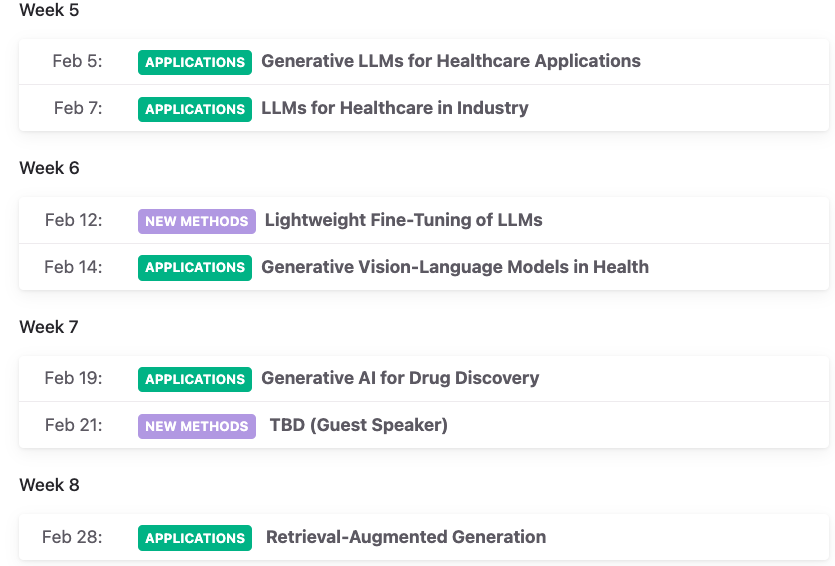 Week 5
Feb 5: APPLICATIONS Generative LLMs for Healthcare Applications
Feb 7: APPLICATIONS LLMs for Healthcare in Industry
Week 6
Feb 12: NEW METHODS Lightweight Fine-Tuning of LLMs
Feb 14: APPLICATIONS Generative Vision-Language Models in Health
Week 7
Feb 19: APPLICATIONS Generative AI for Drug Discovery
Feb 21: NEW METHODS TBD (Guest Speaker)
Week 8
Feb 28: APPLICATIONS Retrieval-Augmented Generation